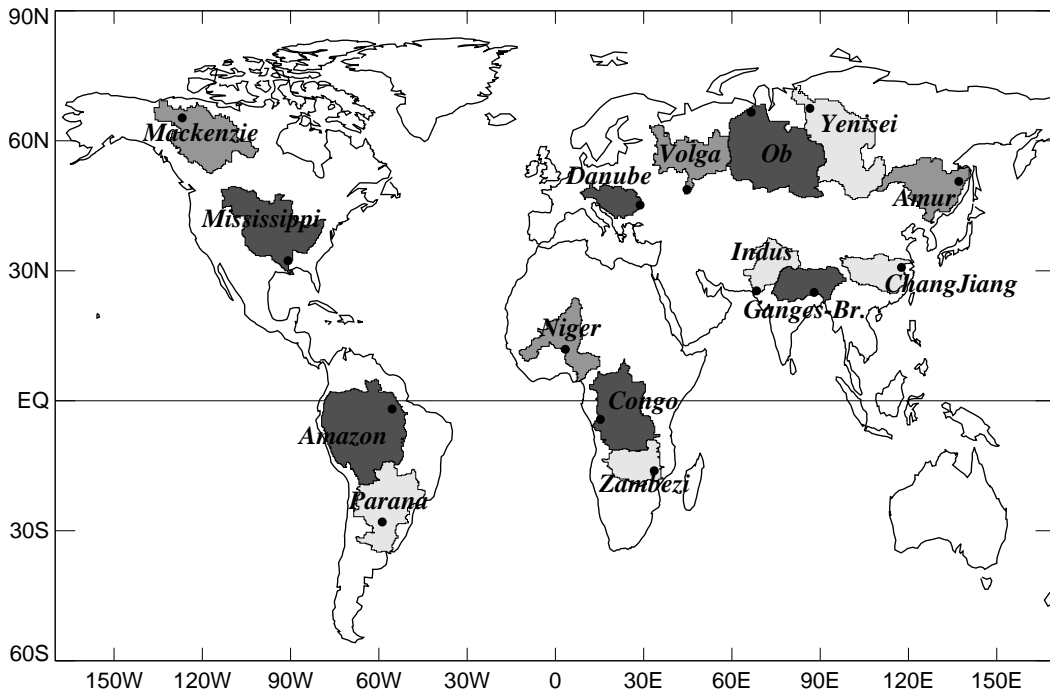 90N
60N
30N
EQ
30S
60S
Mackenzie
Yenisei
Volga
Ob
Danube
Amur
Mississippi
Indus
ChangJiang
Ganges-Br.
Niger
Congo
Amazon
Zambezi
Parana
150W 120W 90W 60W 30W 0 30E 60E 90E 120E 150E